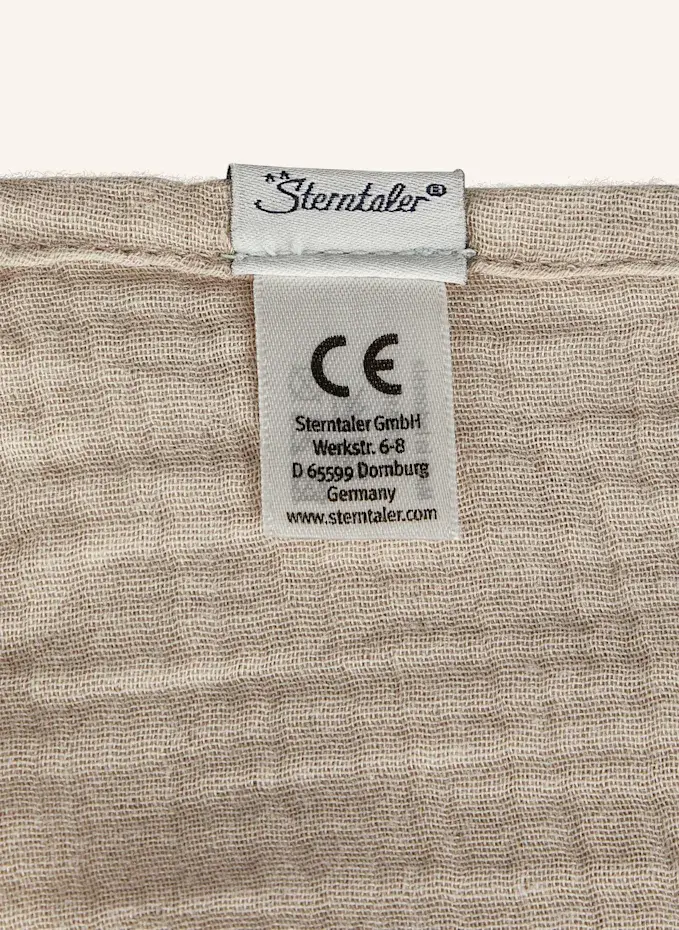 Sterntaler®
CE
Sterntaler GmbH
Werkstr. 6-8
D 65599 Dornburg
Germany
www.sterntaler.com